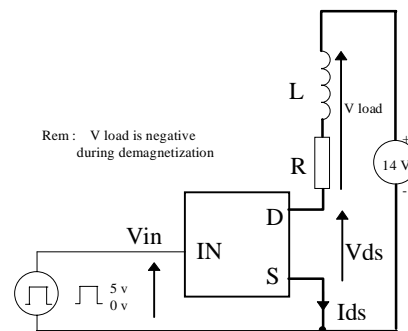 L
V load
+
14 V
-
Rem : V load is negative
during demagnetization
R
D
Vin
IN
Vds
S
5 v
0 v
Ids